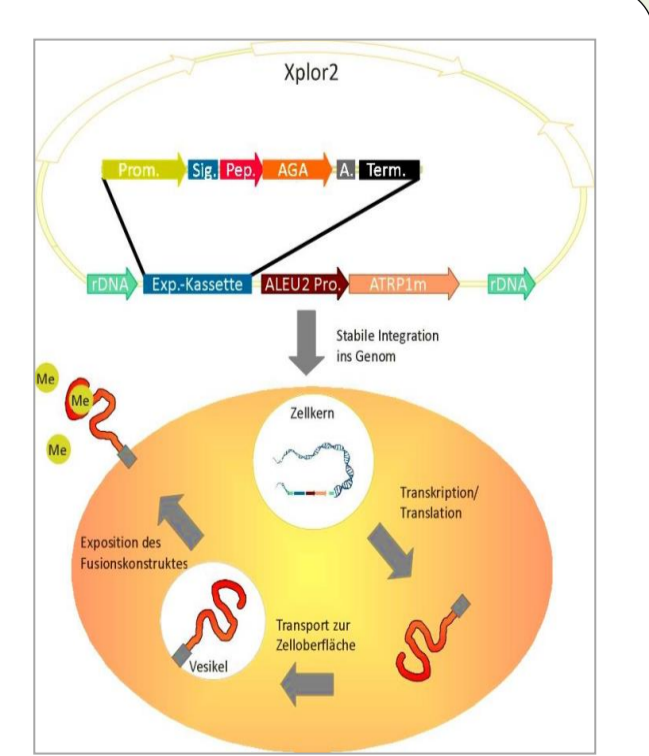 Xplor2
Prom. Sig. Pep. AGA A. Term.
rDNA Exp.-Kassette ALEU2 Pro. ATRP1m rDNA
Stabile Integration
ins Genom
Me
Me
Me
Zellkern
Transkription/
Translation
Exposition des
Fusionskonstruktes
Transport zur
Zelloberfläche
Vesikel